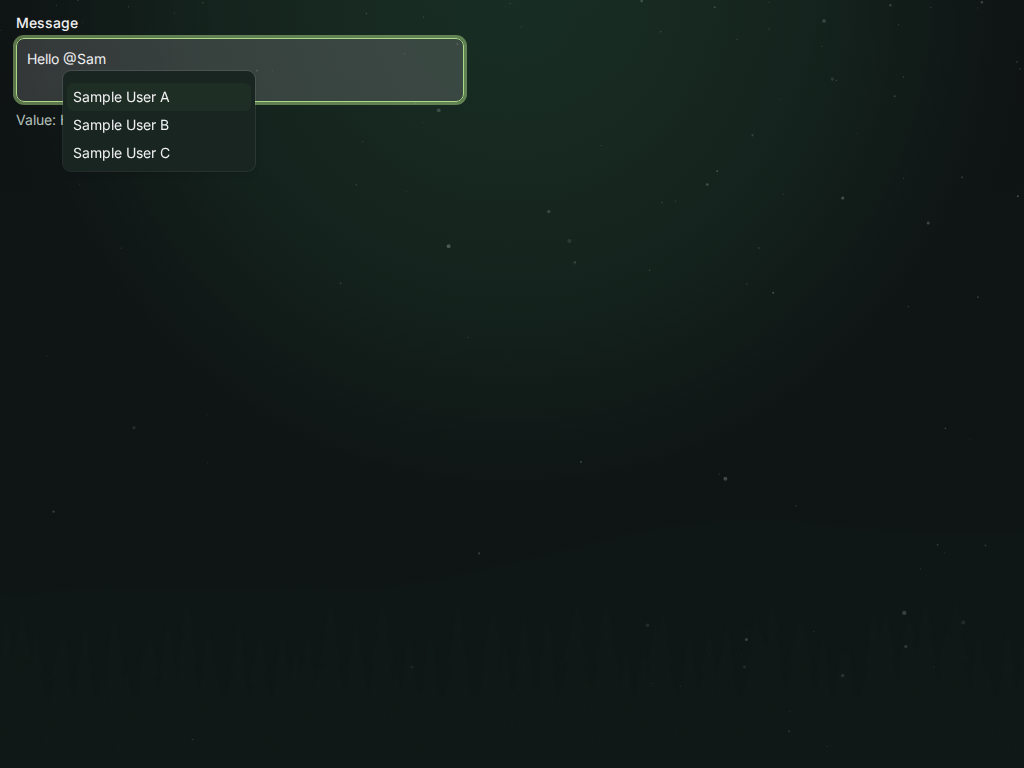 Message
Hello @Sam
Sample User A
Value:
Sample User B
Sample User C